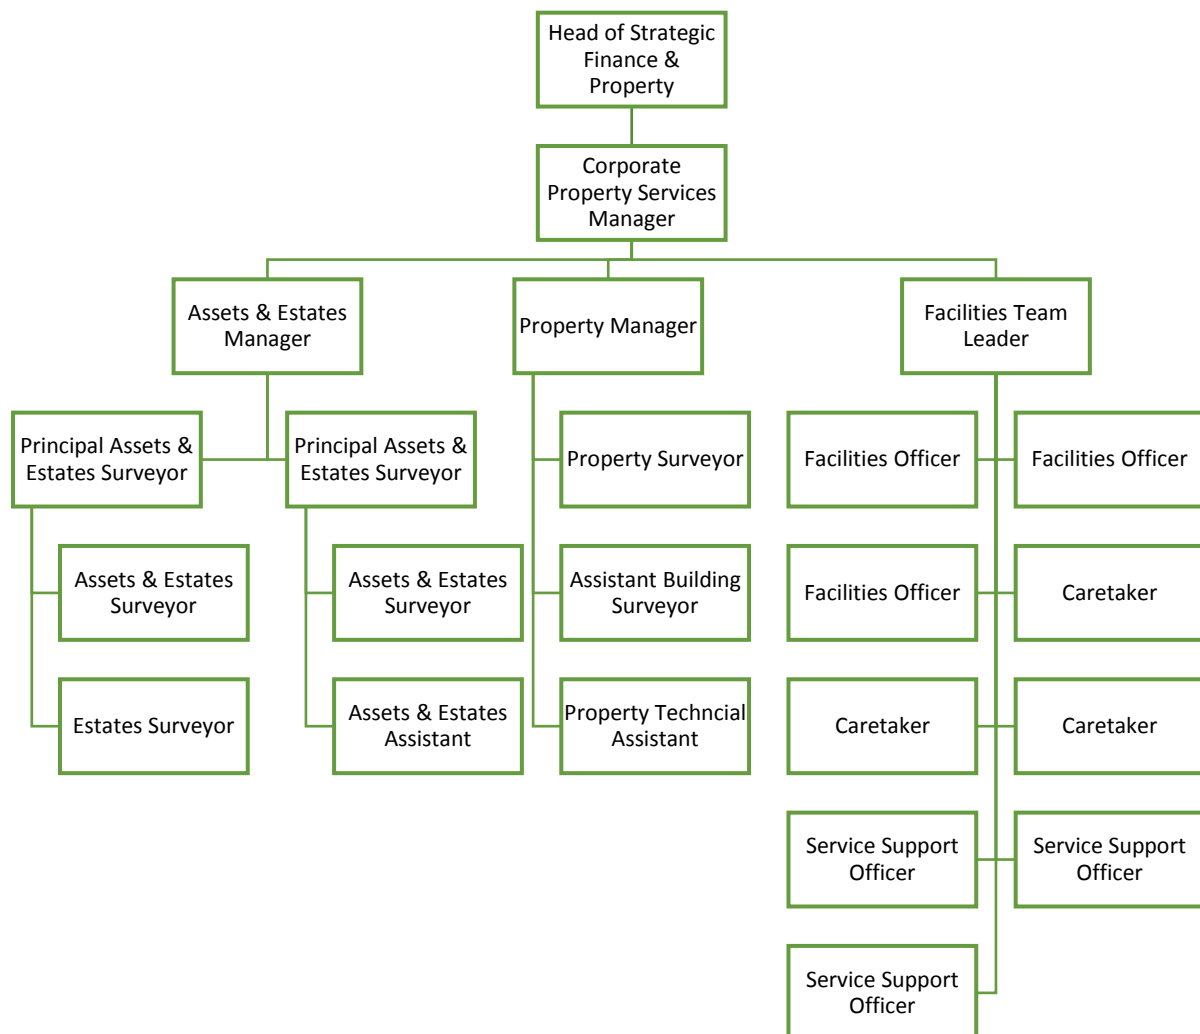 Head of Strategic
Finance &
Property
Corporate
Property Services
Manager
Assets & Estates
Manager
Property Manager
Facilities Team
Leader
Principal Assets &
Estates Surveyor
Principal Assets &
Estates Surveyor
Property Surveyor
Facilities Officer
Facilities Officer
Assets & Estates
Surveyor
Assets & Estates
Surveyor
Assistant Building
Surveyor
Facilities Officer
Caretaker
Estates Surveyor
Assets & Estates
Assistant
Property Techncial
Assistant
Caretaker
Caretaker
Service Support
Officer
Service Support
Officer
Service Support
Officer